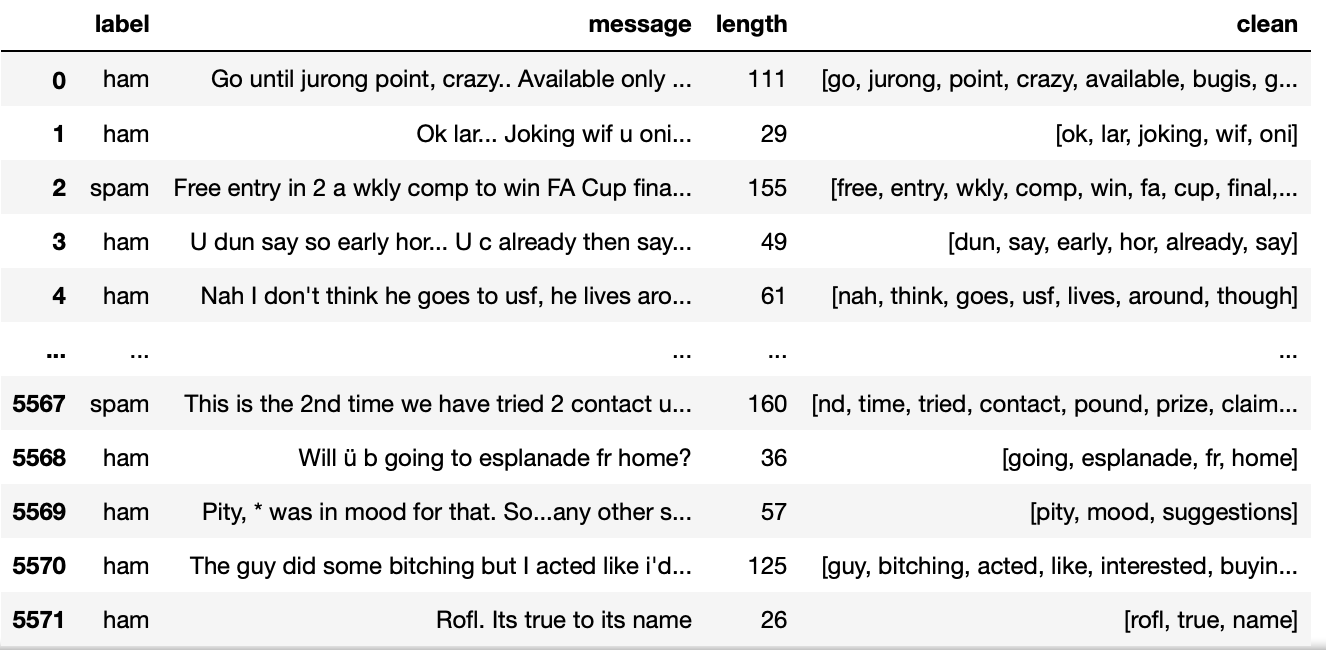 label message length clean
0 ham Go until jurong point, crazy.. Available only ... 111 [go, jurong, point, crazy, available, bugis, g...
1 ham Ok lar... Joking wif u oni... 29 [ok, lar, joking, wif, oni]
2 spam Free entry in 2 a wkly comp to win FA Cup fina... 155 [free, entry, wkly, comp, win, fa, cup, final,...
3 ham U dun say so early hor... U c already then say... 49 [dun, say, early, hor, already, say]
4 ham Nah I don't think he goes to usf, he lives aro... 61 [nah, think, goes, usf, lives, around, though]
... ... ... ... ...
5567 spam This is the 2nd time we have tried 2 contact u... 160 [nd, time, tried, contact, pound, prize, claim...
5568 ham Will ü b going to esplanade fr home? 36 [going, esplanade, fr, home]
5569 ham Pity, * was in mood for that. So...any other s... 57 [pity, mood, suggestions]
5570 ham The guy did some bitching but I acted like i'd... 125 [guy, bitching, acted, like, interested, buyin...
5571 ham Rofl. Its true to its name 26 [rofl, true, name]